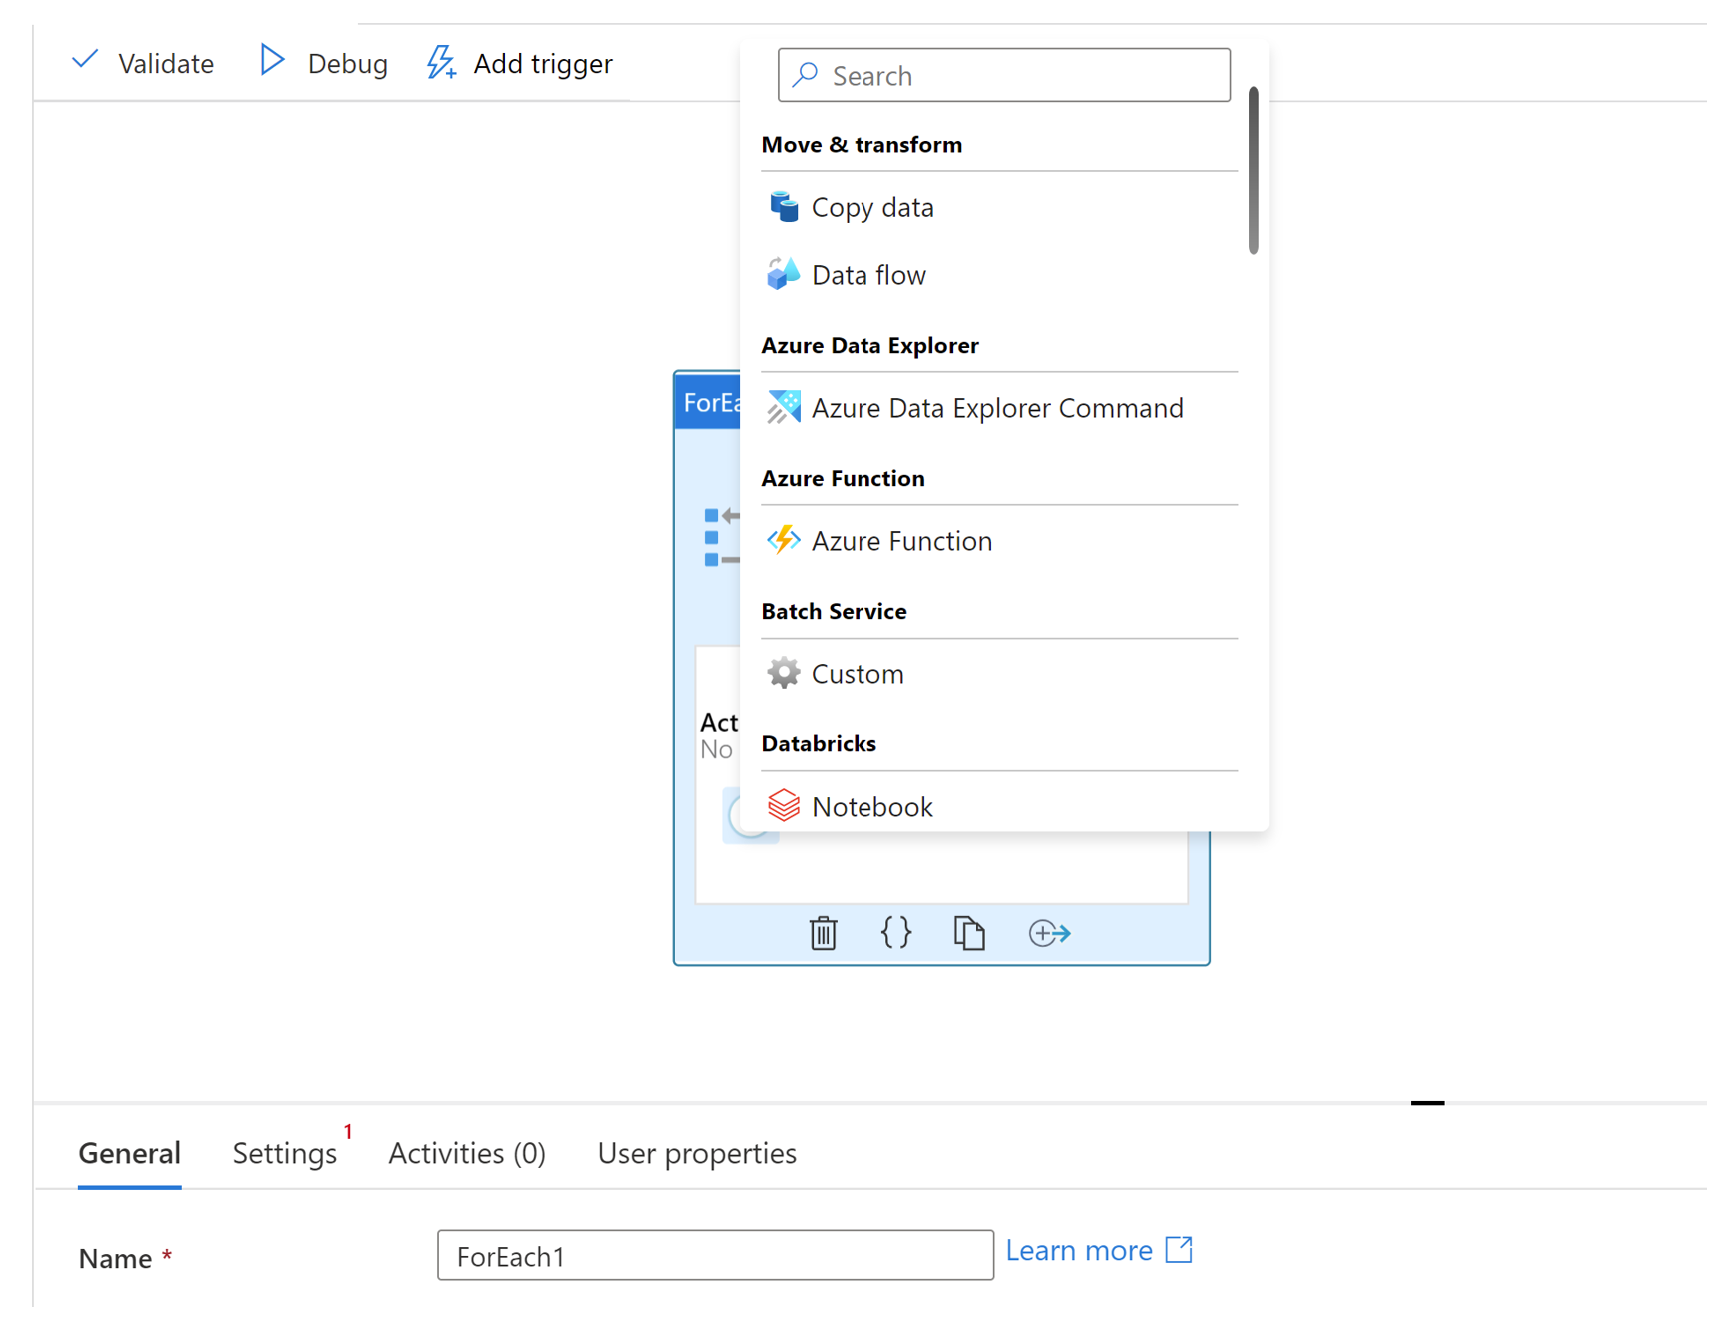 Validate Debug Add trigger
Search
Move & transform
Copy data
Data flow
Azure Data Explorer
Azure Data Explorer Command
Azure Function
Azure Function
Batch Service
Custom
Databricks
Notebook
ForEa
Act
No
{}
General Settings 1 Activities (0) User properties
Name * ForEach1 Learn more